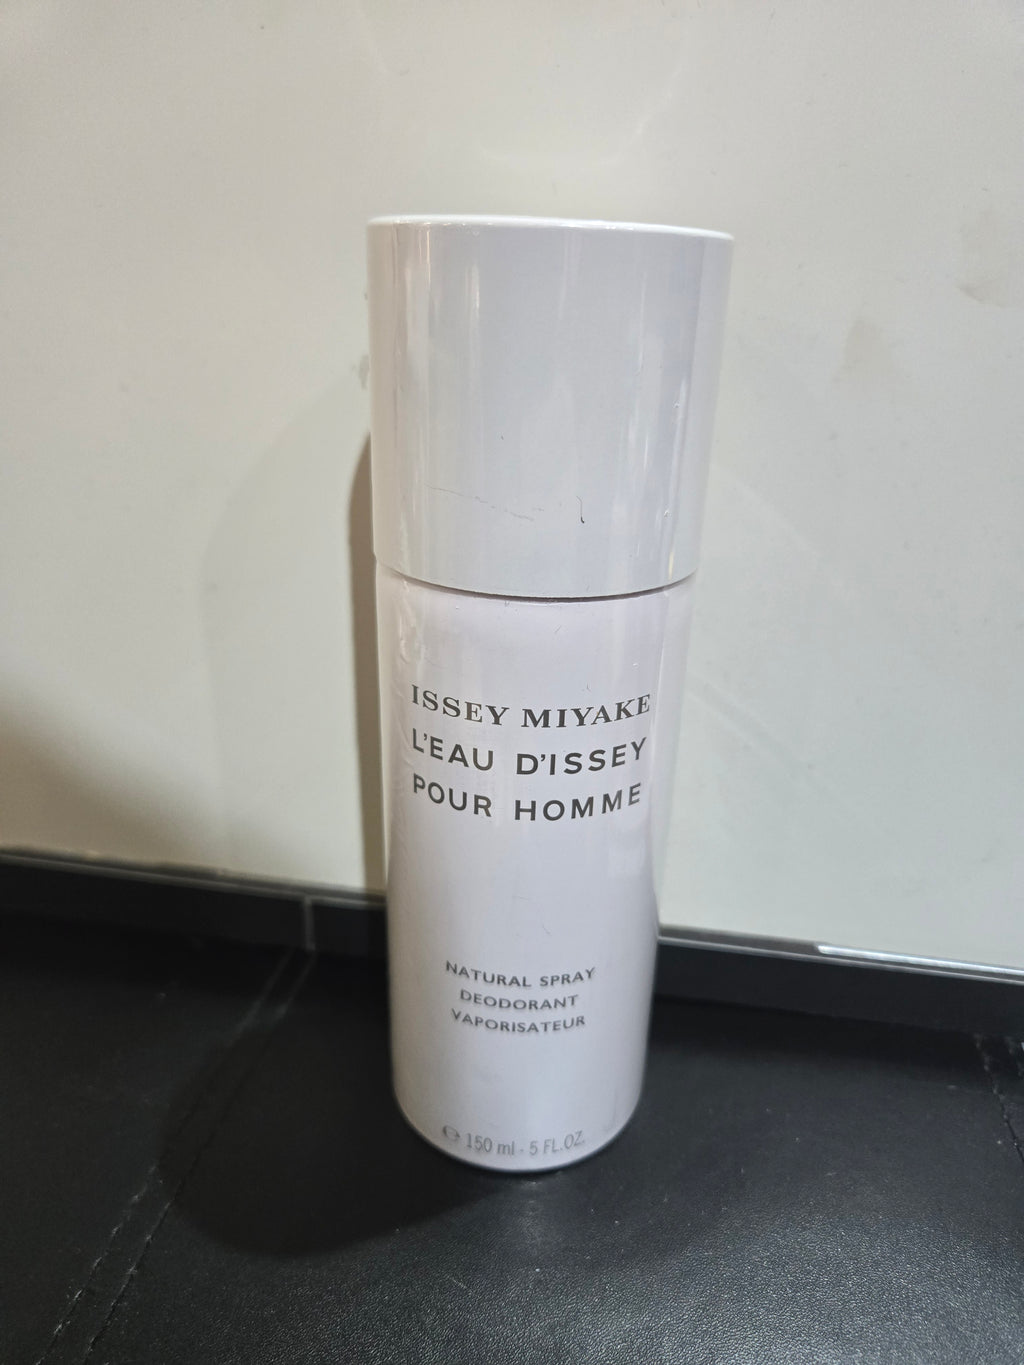 ISSEY MIYAKE
L'EAU D'ISSEY
POUR HOMME
NATURAL SPRAY
DEODORANT
VAPORISATEUR
℮ 150 ml - 5 FL.OZ.